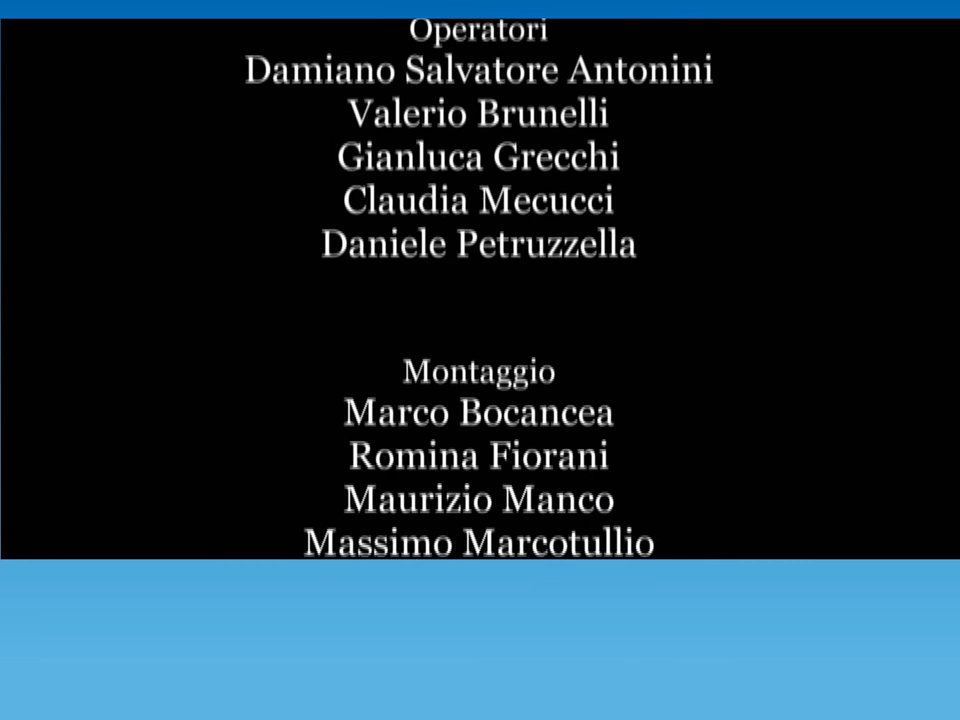 Operatori
Damiano Salvatore Antonini
Valerio Brunelli
Gianluca Grecchi
Claudia Mecucci
Daniele Petruzzella
Montaggio
Marco Bocancea
Romina Fiorani
Maurizio Manco
Massimo Marcotullio